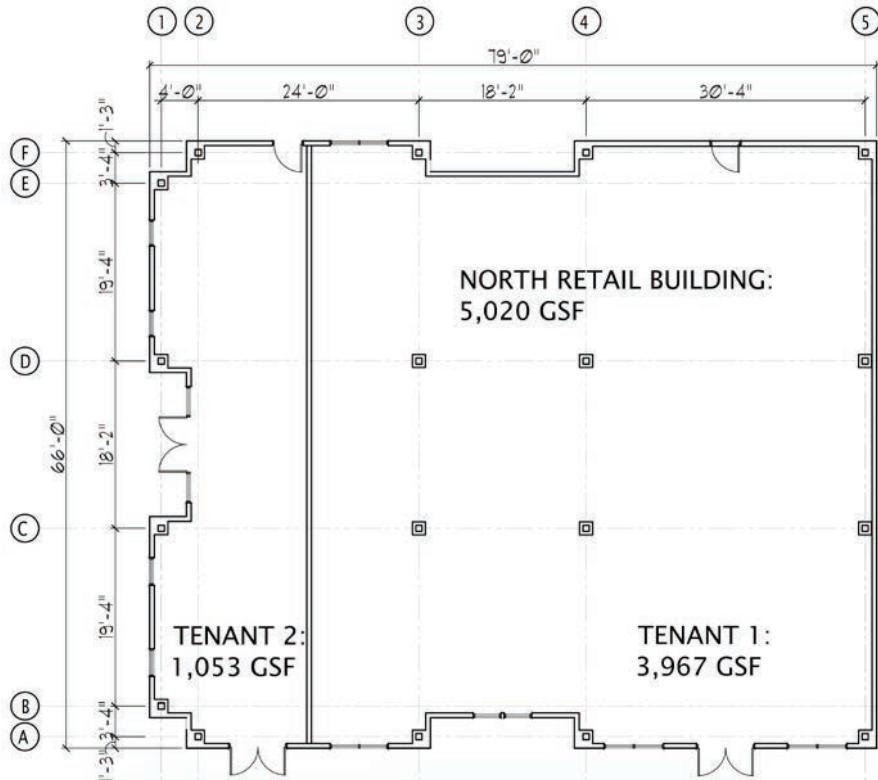 1 2 3 4 5
79'-0"
4'-0" 24'-0" 18'-2" 30'-4"
1'-3"
F
3'-4"
E
19'-4"
NORTH RETAIL BUILDING:
5,020 GSF
D
66'-0"
18'-2"
C
19'-4"
TENANT 2:
1,053 GSF
TENANT 1:
3,967 GSF
B
3'-4"
A
1'-3"